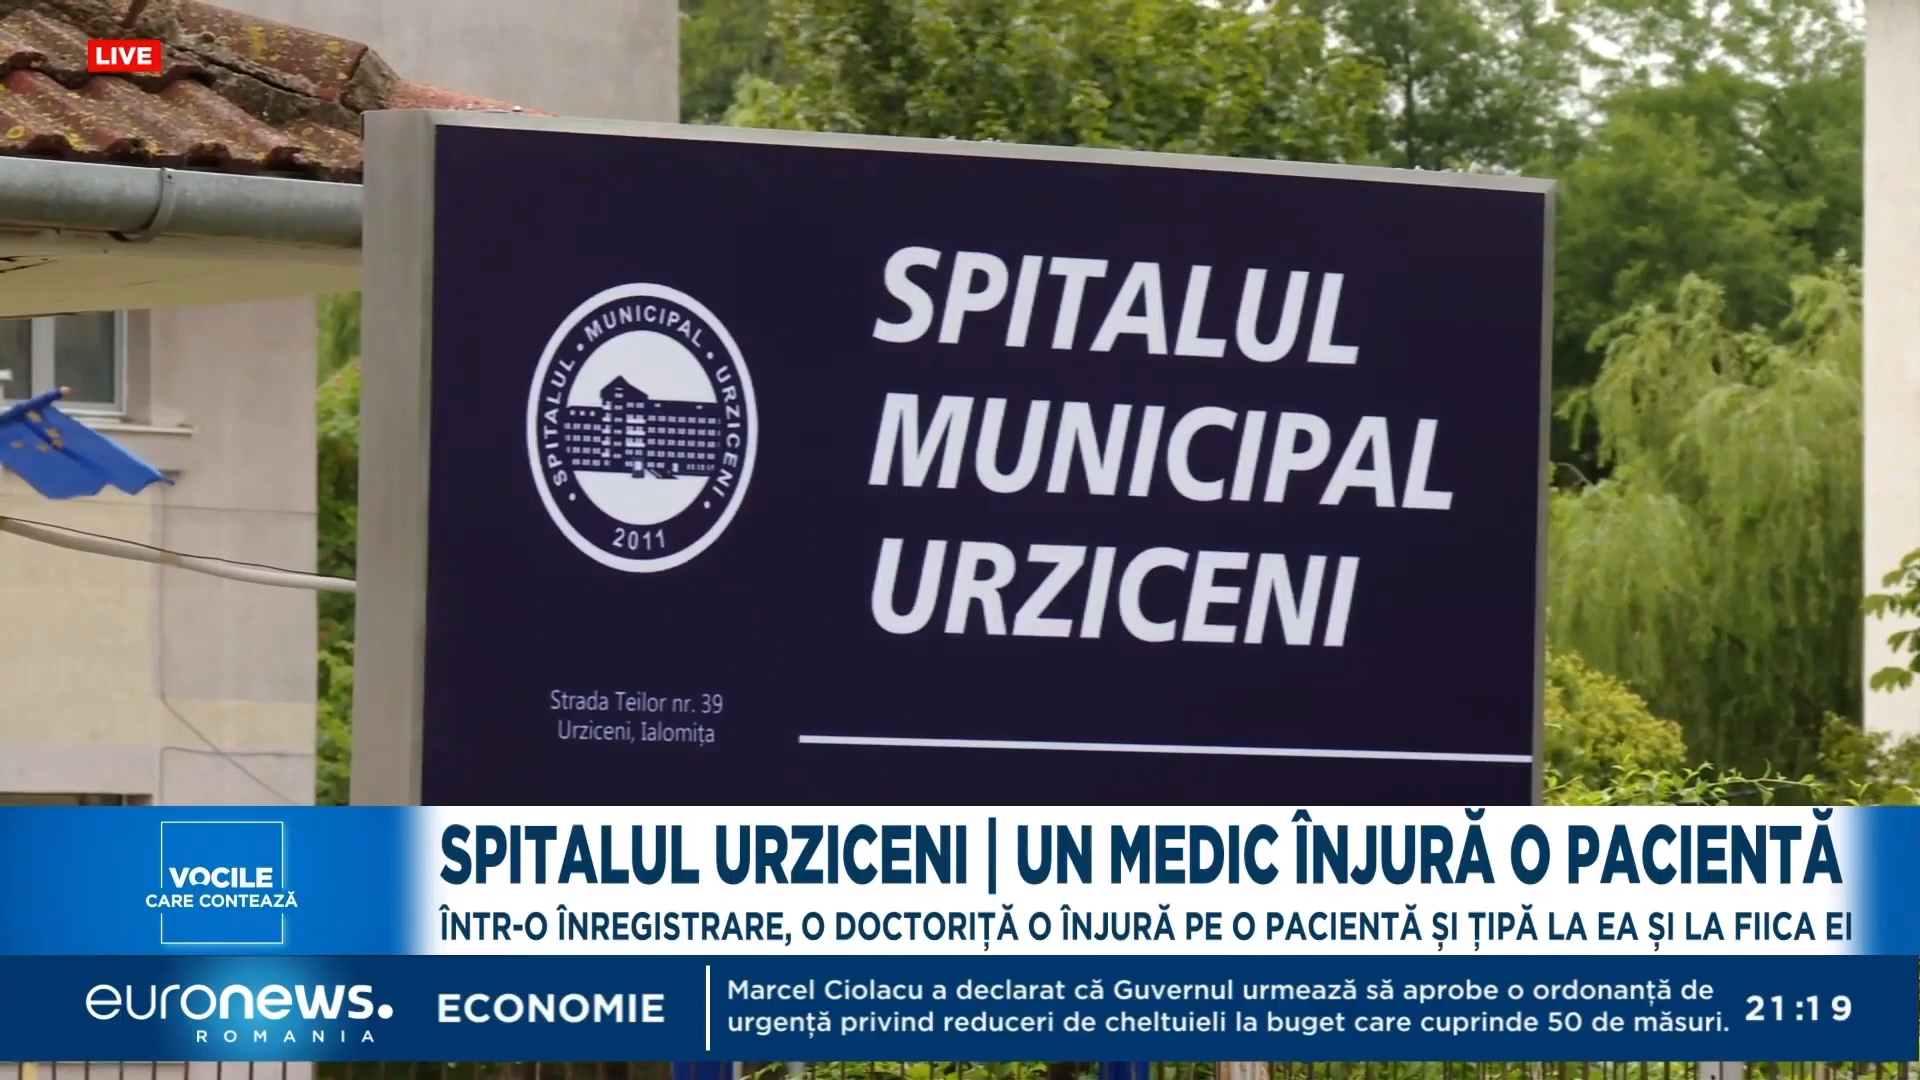 LIVE
SPITALUL
MUNICIPAL
URZICENI
SPITALUL • MUNICIPAL • URZICENI •
2011
Strada Teilor nr. 39
Urziceni, Ialomița
VOCILE
CARE CONTEAZĂ
SPITALUL URZICENI | UN MEDIC ÎNJURĂ O PACIENTĂ
ÎNTR-O ÎNREGISTRARE, O DOCTORIȚĂ O ÎNJURĂ PE O PACIENTĂ ȘI ȚIPĂ LA EA ȘI LA FIICA EI
euronews.
ROMANIA
ECONOMIE
Marcel Ciolacu a declarat că Guvernul urmează să aprobe o ordonanță de
urgență privind reduceri de cheltuieli la buget care cuprinde 50 de măsuri.
21:19